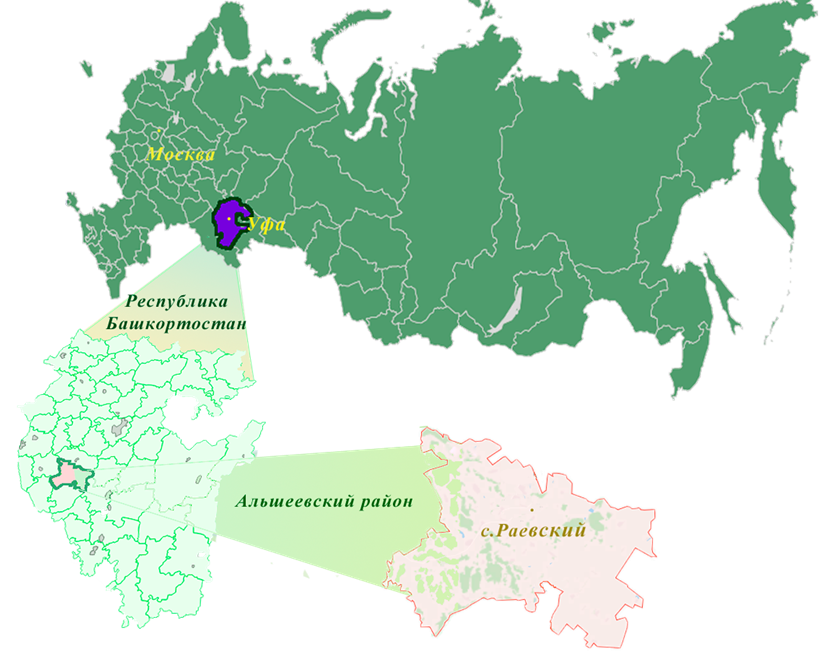 Москва
Уфа
Республика
Башкортостан
Альшеевский район
с.Раевский